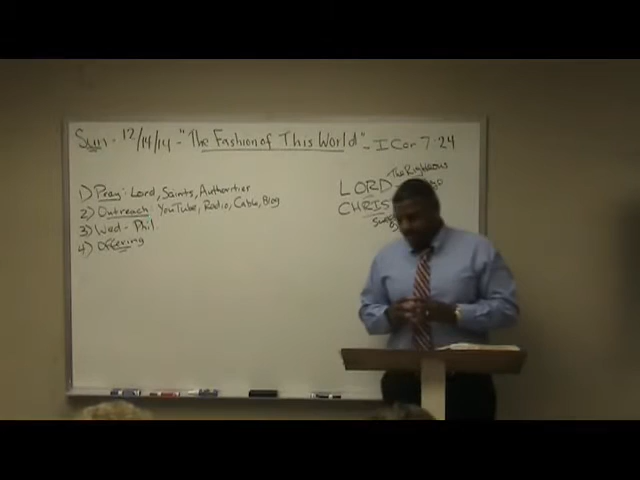 Sun - 12/14/14 - "The Fashion of This World" - I Cor 7:24
1) Pray: Lord, Saints, Authorities
2) Outreach: YouTube, Radio, Cable, Blog
3) Wed - Phil.
4) Offering
The Righteous
LORD
CHRIS